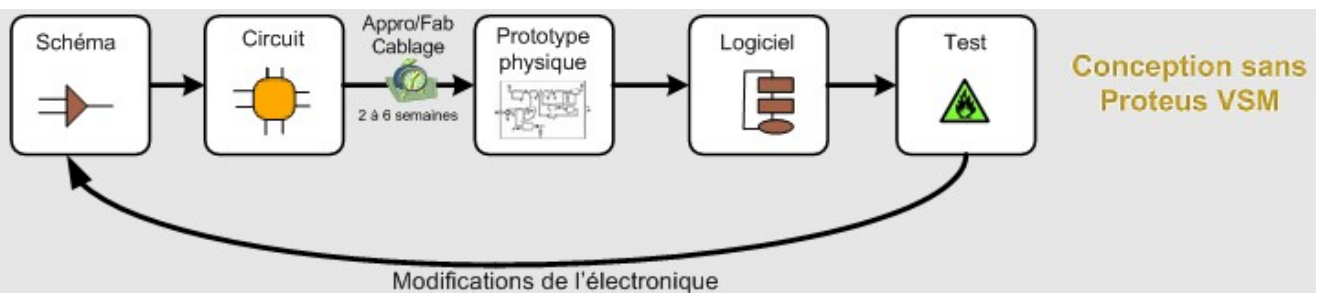 Schéma
Circuit
Appro/Fab
Cablage
2 à 6 semaines
Prototype
physique
Logiciel
Test
Conception sans
Proteus VSM
Modifications de l'électronique